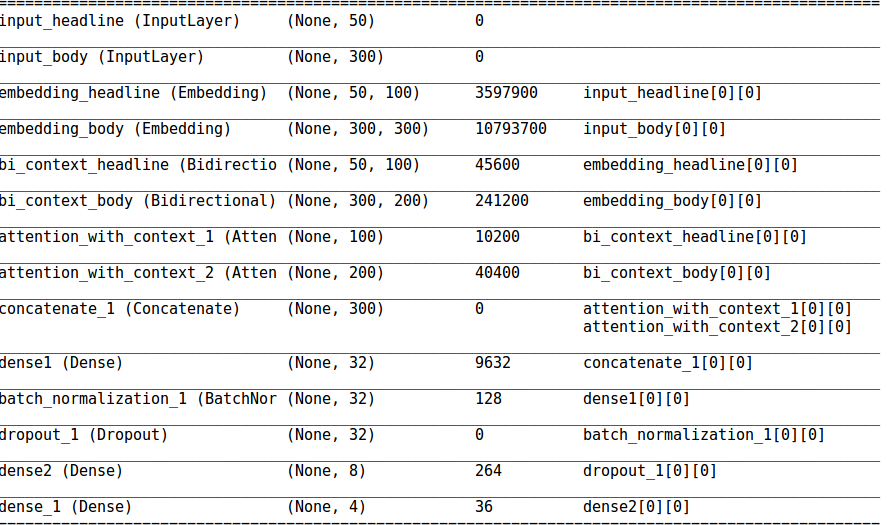 input_headline (InputLayer) (None, 50) 0
input_body (InputLayer) (None, 300) 0
embedding_headline (Embedding) (None, 50, 100) 3597900 input_headline[0][0]
embedding_body (Embedding) (None, 300, 300) 10793700 input_body[0][0]
bi_context_headline (Bidirectio (None, 50, 100) 45600 embedding_headline[0][0]
bi_context_body (Bidirectional) (None, 300, 200) 241200 embedding_body[0][0]
attention_with_context_1 (Atten (None, 100) 10200 bi_context_headline[0][0]
attention_with_context_2 (Atten (None, 200) 40400 bi_context_body[0][0]
concatenate_1 (Concatenate) (None, 300) 0 attention_with_context_1[0][0]
attention_with_context_2[0][0]
dense1 (Dense) (None, 32) 9632 concatenate_1[0][0]
batch_normalization_1 (BatchNor (None, 32) 128 dense1[0][0]
dropout_1 (Dropout) (None, 32) 0 batch_normalization_1[0][0]
dense2 (Dense) (None, 8) 264 dropout_1[0][0]
dense_1 (Dense) (None, 4) 36 dense2[0][0]